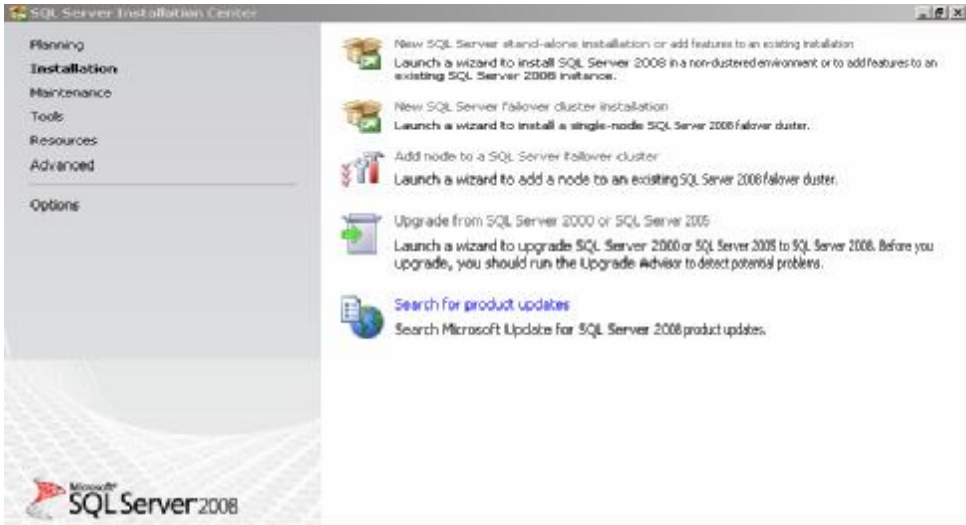 SQL Server Installation Center
Planning
Installation
Maintenance
Tools
Resources
Advanced
Options
New SQL Server stand-alone installation or add features to an existing installation
Launch a wizard to install SQL Server 2008 in a non-clustered environment or to add features to an
existing SQL Server 2008 instance.
New SQL Server failover cluster installation
Launch a wizard to install a single-node SQL Server 2008 failover cluster.
Add node to a SQL Server failover cluster
Launch a wizard to add a node to an existing SQL Server 2008 failover cluster.
Upgrade from SQL Server 2000 or SQL Server 2005
Launch a wizard to upgrade SQL Server 2000 or SQL Server 2005 to SQL Server 2008. Before you
upgrade, you should run the Upgrade Advisor to detect potential problems.
Search for product updates
Search Microsoft Update for SQL Server 2008 product updates.
Microsoft
SQL Server 2008